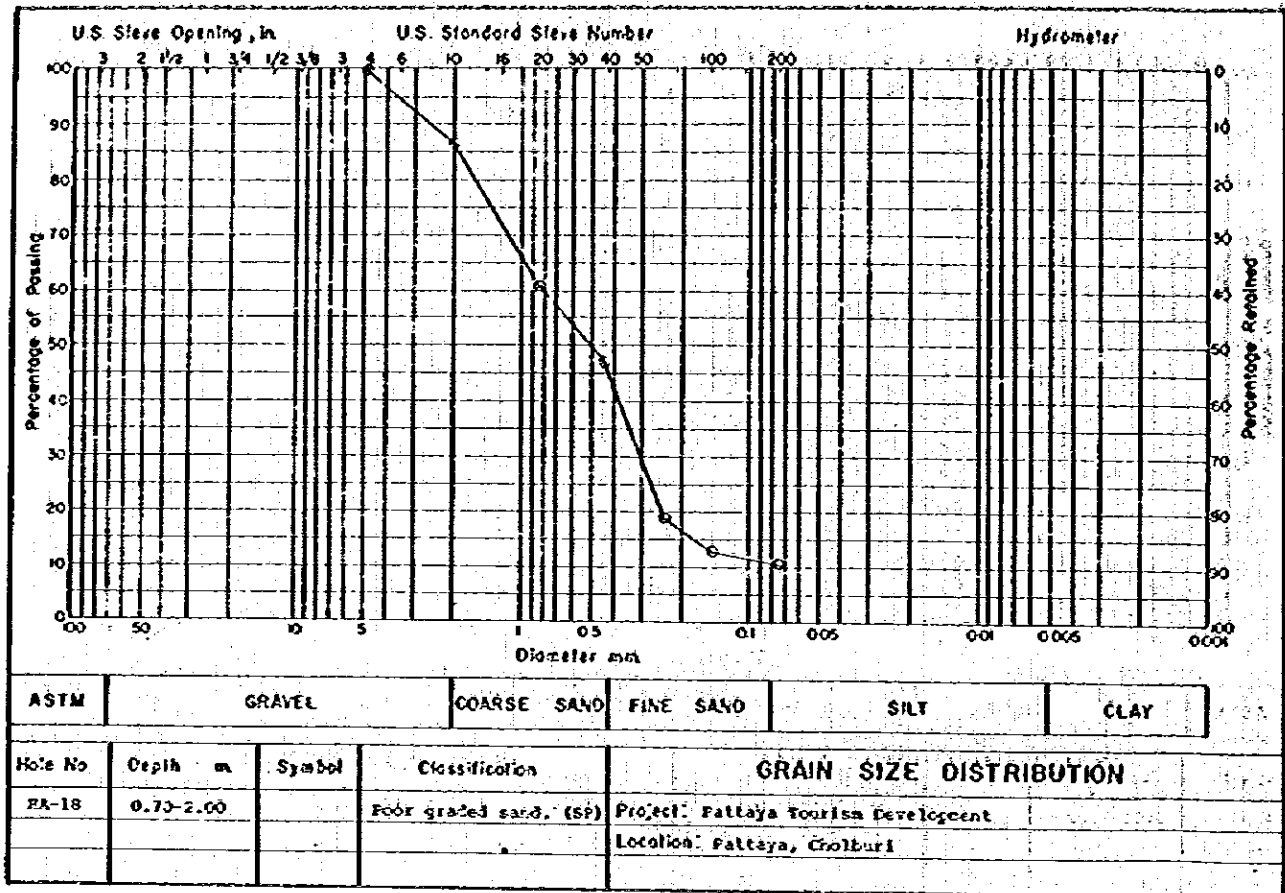 U.S. Sieve Opening, in. U.S. Standard Sieve Number Hydrometer
3 2 1½ 1 ¾ 1/2 3/8 3 4 6 10 16 20 30 40 50 100 200
Percentage of Passing
100
90
80
70
60
50
40
30
20
10
0
0
10
20
30
40
50
60
70
80
90
100
Percentage Retained
100 50 10 5 1 0.5 0.1 0.05 0.01 0.005 0.001
Diameter mm.
ASTM GRAVEL COARSE SAND FINE SAND SILT CLAY
Hole No Depth m Symbol Classification GRAIN SIZE DISTRIBUTION
0.70-2.00 Poor graded sand. (SP) Project: Pattaya Tourism Development
Location: Pattaya, Cholburi